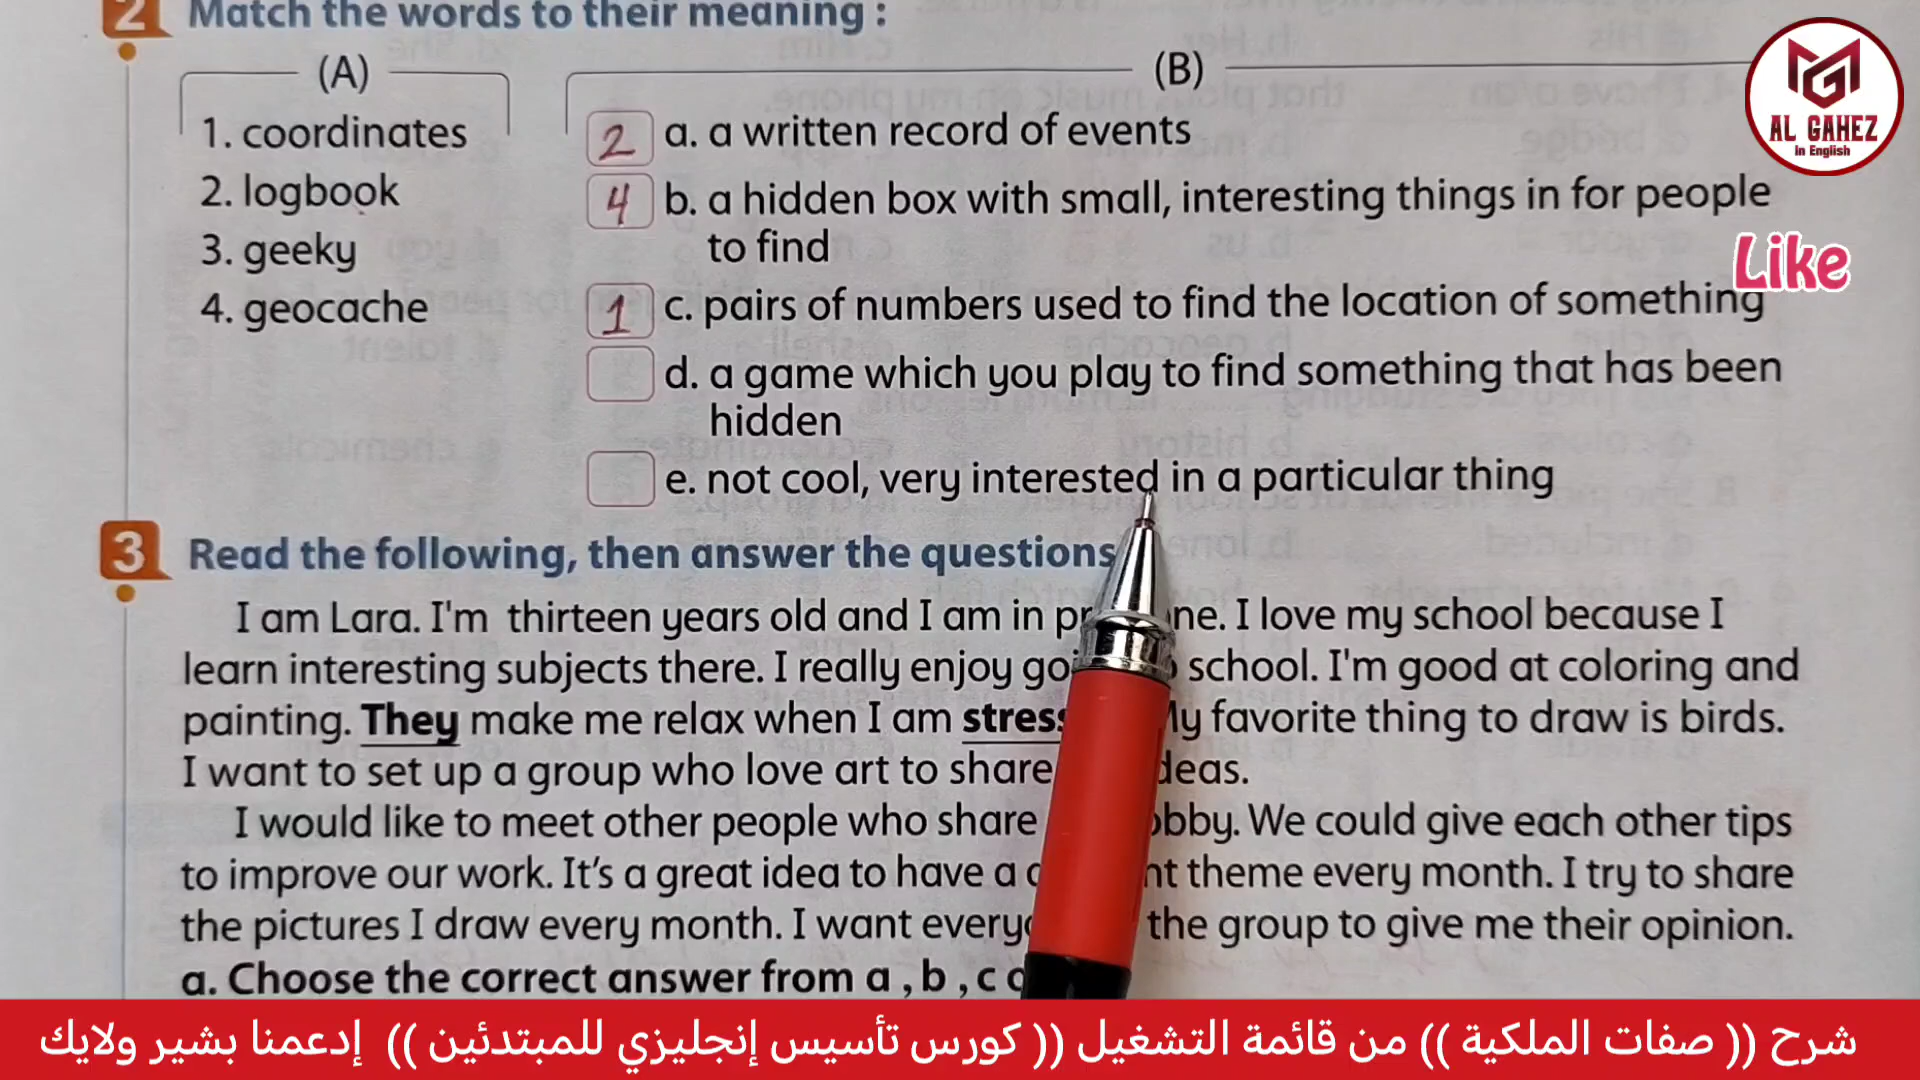 2 Match the words to their meaning :
(A)
(B)
1. coordinates
2. logbook
3. geeky
4. geocache
2 a. a written record of events
4 b. a hidden box with small, interesting things in for people
to find
1 c. pairs of numbers used to find the location of something
d. a game which you play to find something that has been
hidden
e. not cool, very interested in a particular thing
3 Read the following, then answer the questions
I am Lara. I'm thirteen years old and I am in ne. I love my school because I
learn interesting subjects there. I really enjoy school. I'm good at coloring and
painting. They make me relax when I am My favorite thing to draw is birds.
I want to set up a group who love art to share
I would like to meet other people who share We could give each other tips
to improve our work. It's a great idea to have a theme every month. I try to share
the pictures I draw every month. I want the group to give me their opinion.
a. Choose the correct answer from a , b , c
MG
AL GAHEZ
In English
Like
شرح (( صفات الملكية )) من قائمة التشغيل (( كورس تأسيس إنجليزي للمبتدئين )) إدعمنا بشير ولايك